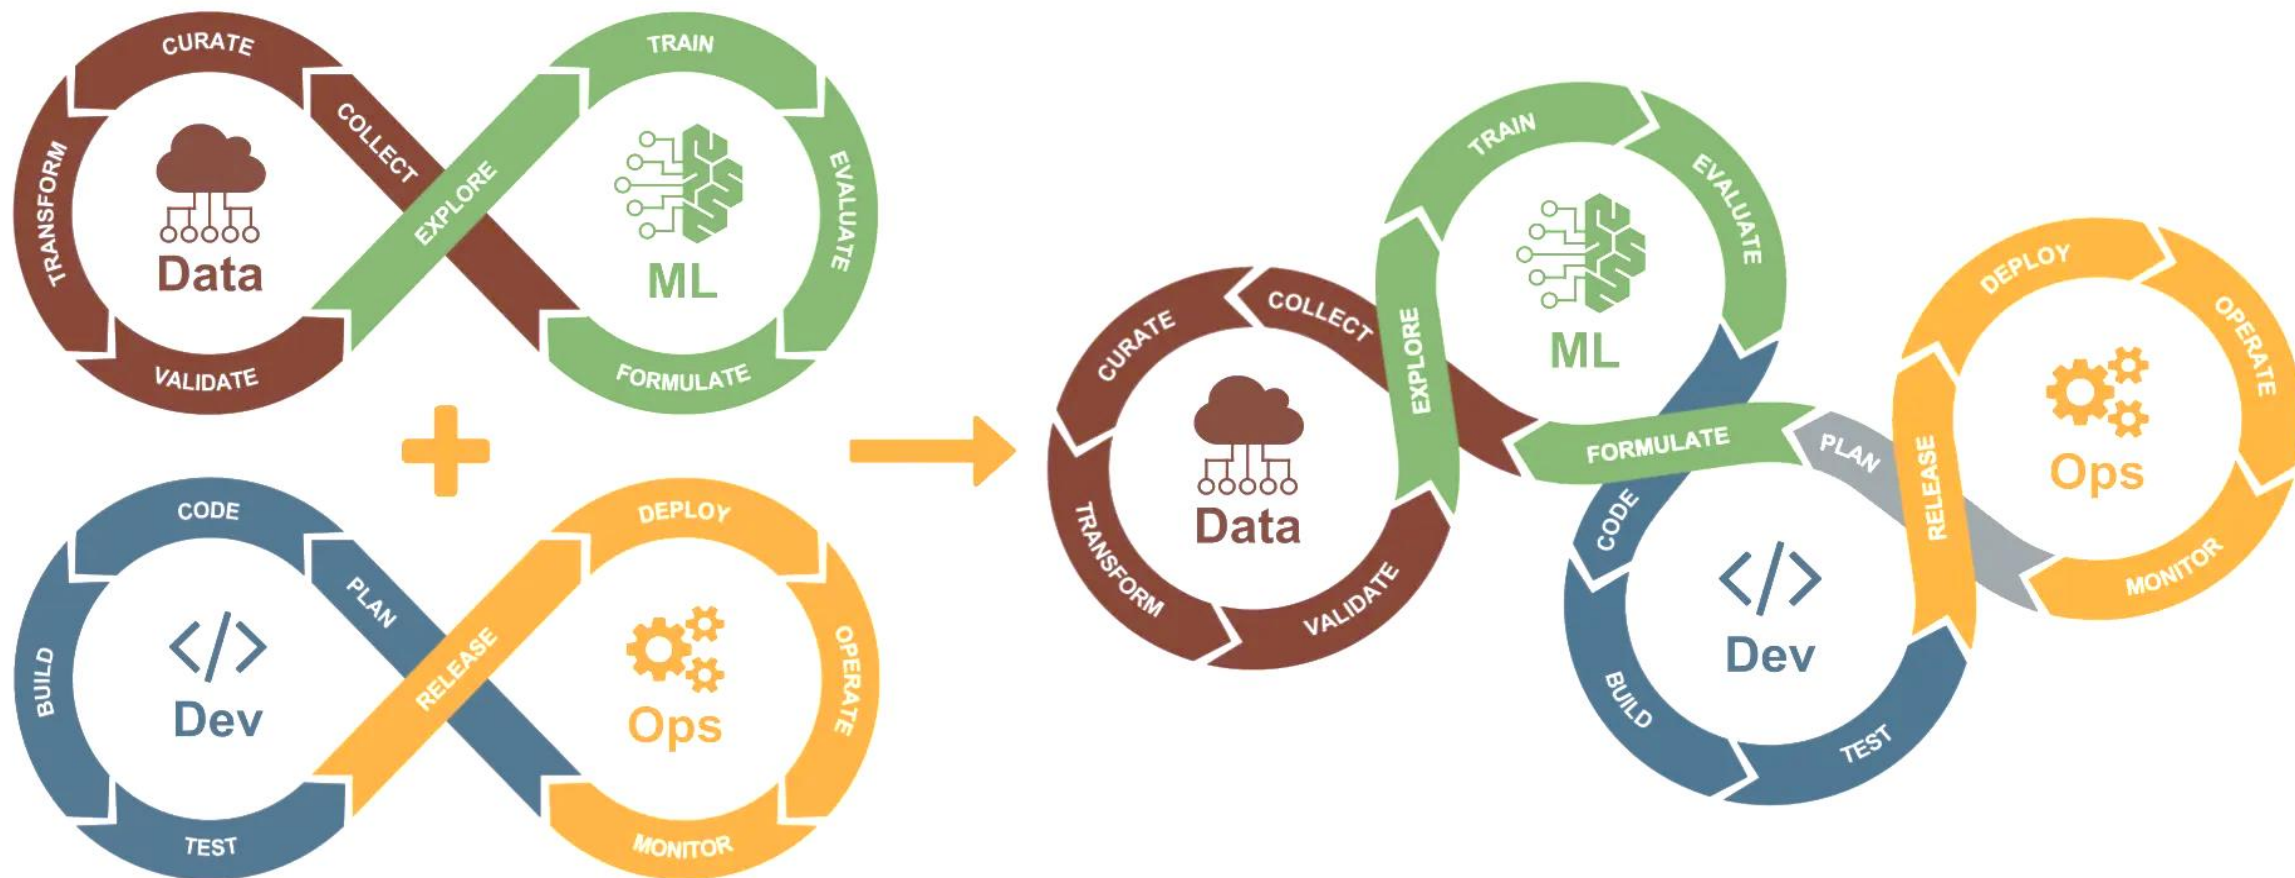 CURATE
COLLECT
TRANSFORM
Data
VALIDATE
EXPLORE
TRAIN
EVALUATE
ML
FORMULATE
CODE
PLAN
BUILD
Dev
TEST
RELEASE
DEPLOY
OPERATE
Ops
MONITOR
COLLECT
CURATE
TRANSFORM
Data
VALIDATE
EXPLORE
TRAIN
EVALUATE
ML
FORMULATE
CODE
PLAN
BUILD
Dev
TEST
RELEASE
DEPLOY
OPERATE
Ops
MONITOR